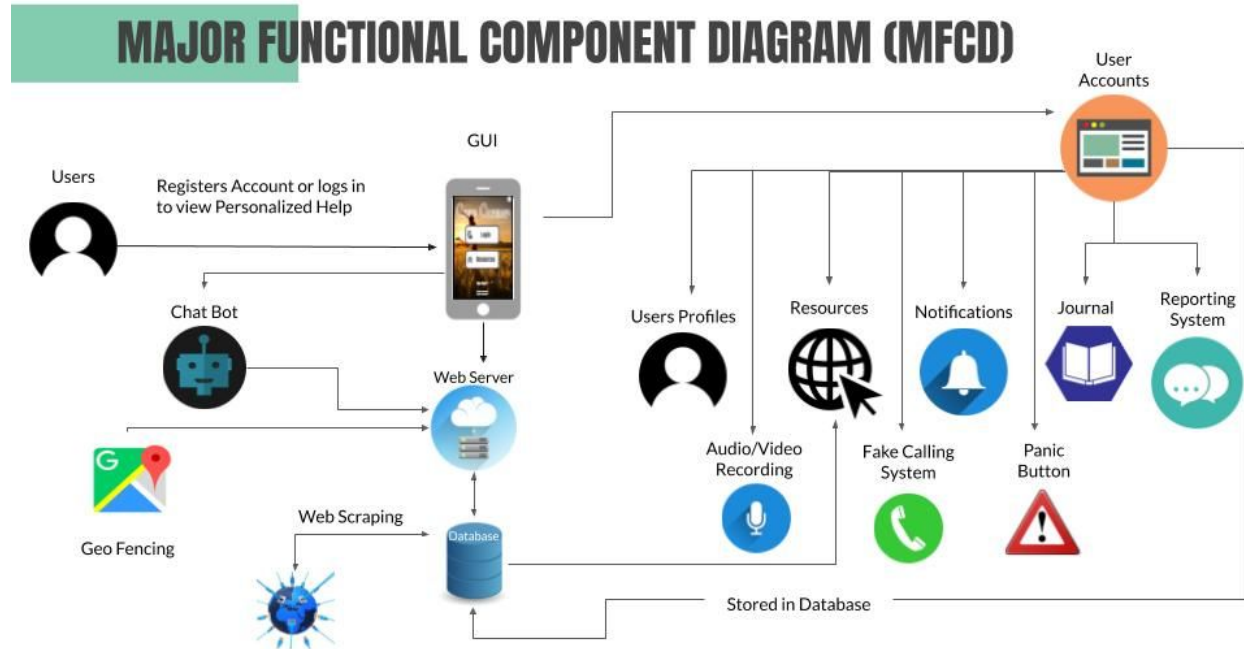 MAJOR FUNCTIONAL COMPONENT DIAGRAM (MFCD)
User
Accounts
GUI
Users
Registers Account or logs in
to view Personalized Help
Login
Resources
Chat Bot
Users Profiles
Resources
Notifications
Journal
Reporting
System
Web Server
Audio/Video
Recording
Fake Calling
System
Panic
Button
G
Geo Fencing
Web Scraping
Database
Stored in Database